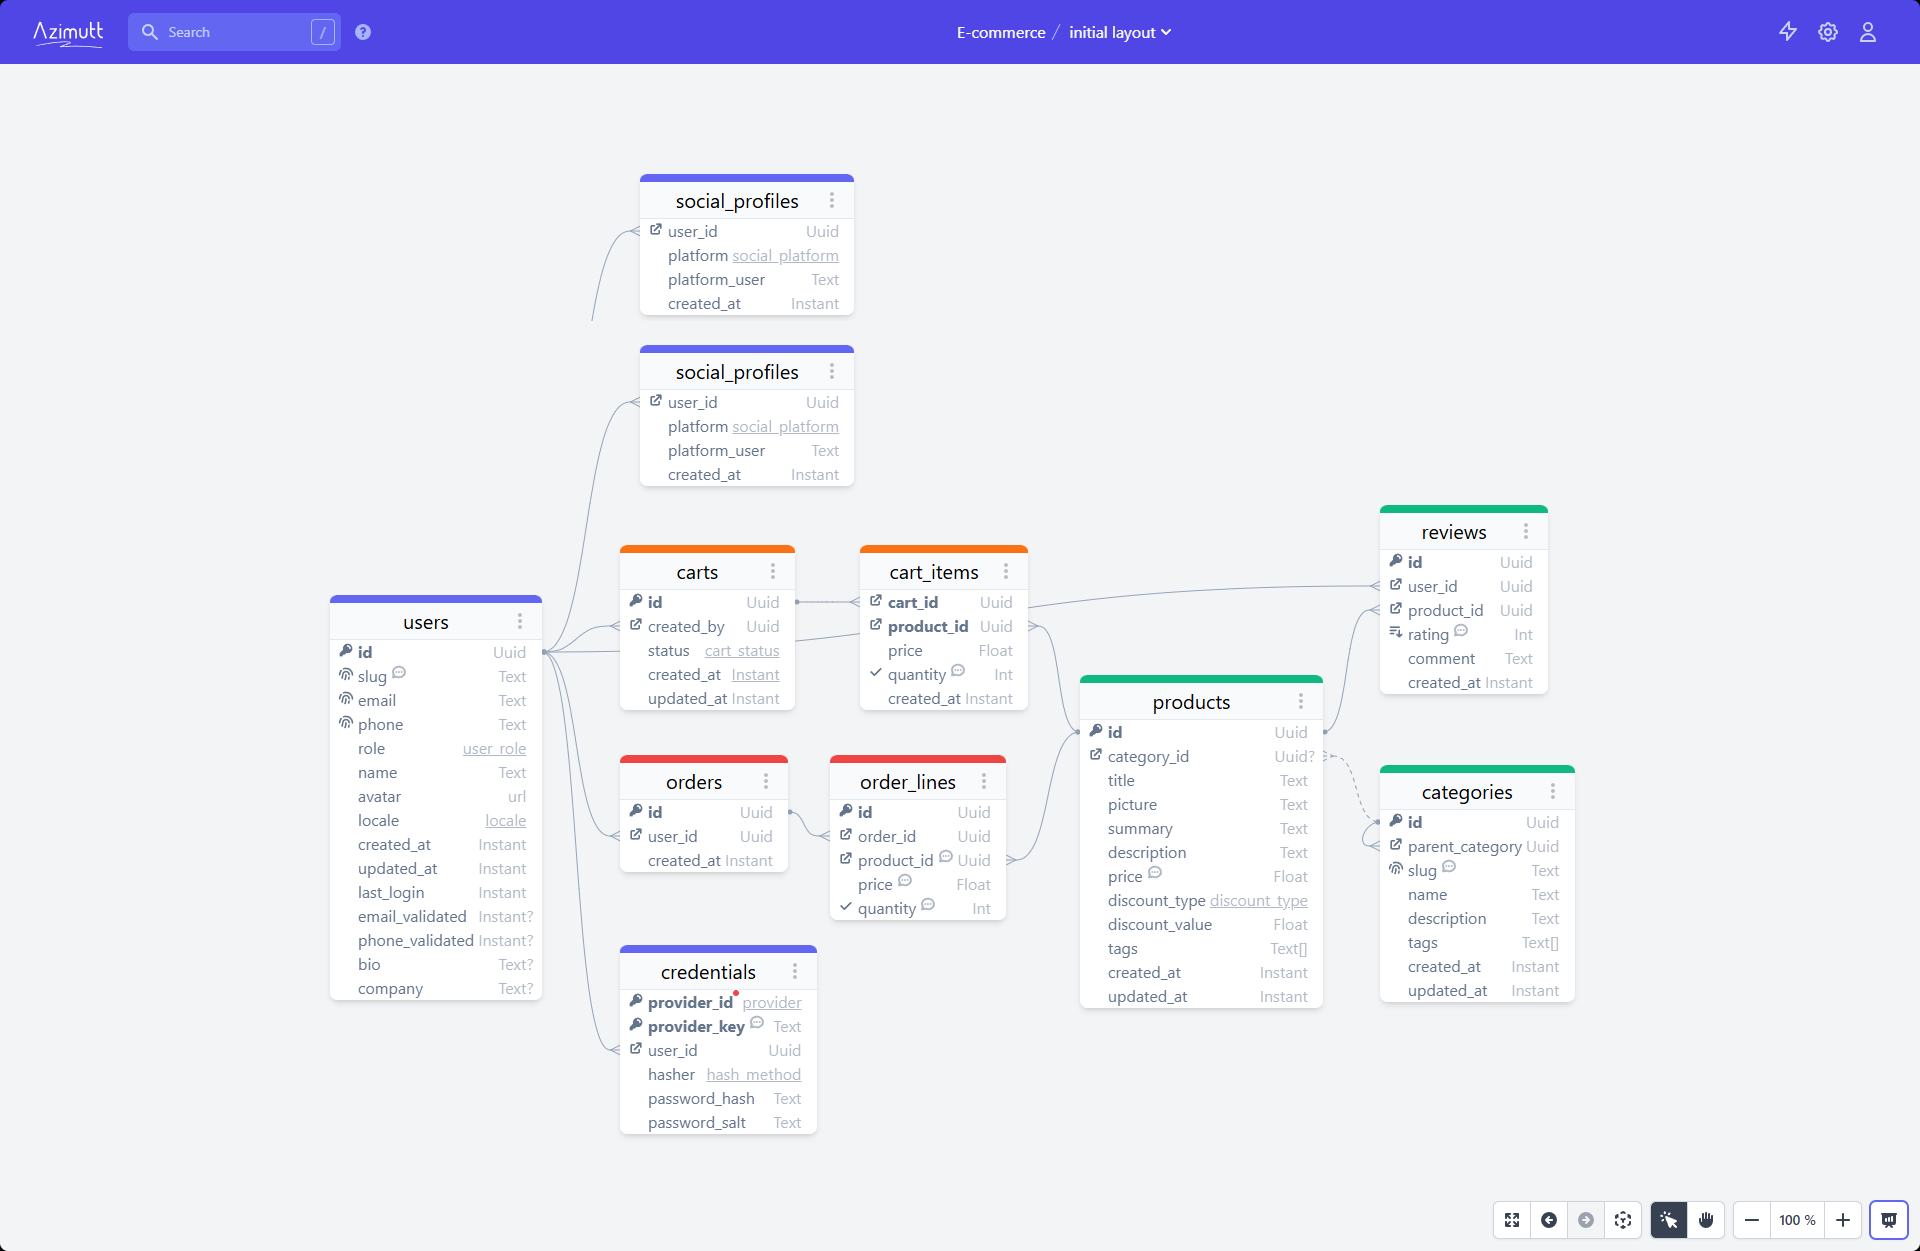 Azimutt
Search
/
?
E-commerce / initial layout
social_profiles
user_id Uuid
platform social_platform
platform_user Text
created_at Instant
social_profiles
user_id Uuid
platform social_platform
platform_user Text
created_at Instant
users
id Uuid
slug Text
email Text
phone Text
role user_role
name Text
avatar url
locale locale
created_at Instant
updated_at Instant
last_login Instant
email_validated Instant?
phone_validated Instant?
bio Text?
company Text?
carts
id Uuid
created_by Uuid
status cart_status
created_at Instant
updated_at Instant
cart_items
cart_id Uuid
product_id Uuid
price Float
quantity Int
created_at Instant
orders
id Uuid
user_id Uuid
created_at Instant
order_lines
id Uuid
order_id Uuid
product_id Uuid
price Float
quantity Int
credentials
provider_id provider
provider_key Text
user_id Uuid
hasher hash_method
password_hash Text
password_salt Text
products
id Uuid
category_id Uuid?
title Text
picture Text
summary Text
description Text
price Float
discount_type discount_type
discount_value Float
tags Text[]
created_at Instant
updated_at Instant
reviews
id Uuid
user_id Uuid
product_id Uuid
rating Int
comment Text
created_at Instant
categories
id Uuid
parent_category Uuid
slug Text
name Text
description Text
tags Text[]
created_at Instant
updated_at Instant
100 %